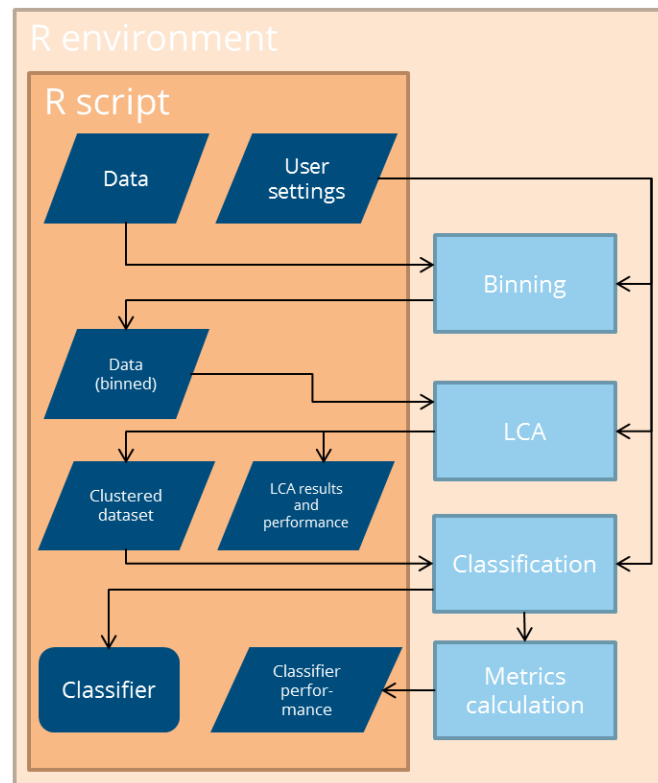 R environment
R script
Data
User
settings
Binning
Data
(binned)
LCA
Clustered
dataset
LCA results
and
performance
Classification
Classifier
Classifier
perfor-
mance
Metrics
calculation